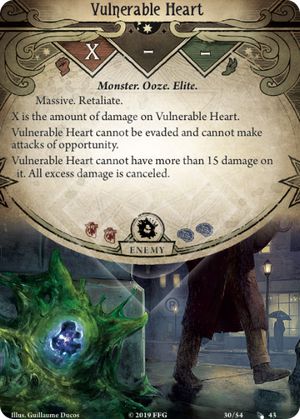 Vulnerable Heart
X – –
Monster. Ooze. Elite.
Massive. Retaliate.
X is the amount of damage on Vulnerable Heart.
Vulnerable Heart cannot be evaded and cannot make
attacks of opportunity.
Vulnerable Heart cannot have more than 15 damage on
it. All excess damage is canceled.
ENEMY
Illus. Guillaume Ducos
© 2019 FFG
30/54
43